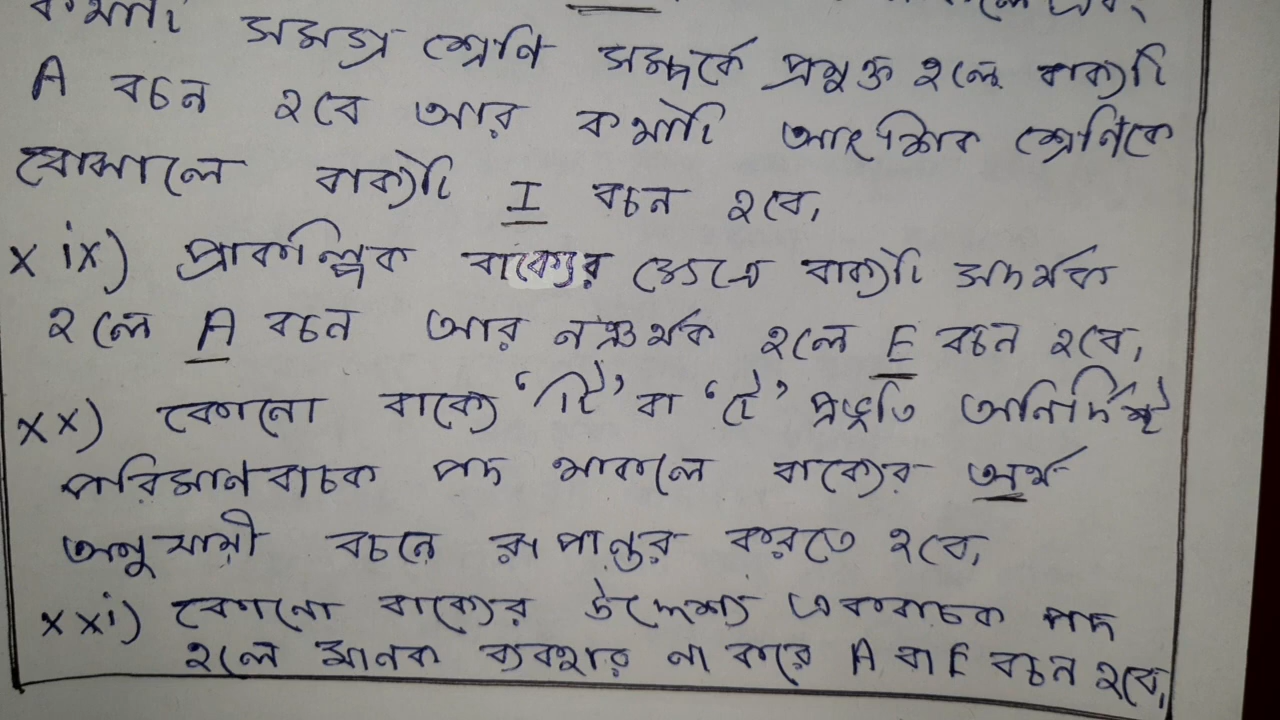 কথাটি সমগ্র শ্রেণি সম্পর্কে প্রযুক্ত হলে বাক্যটি
A বচন হবে আর কথাটি আংশিক শ্রেণিকে
বোঝালে বাক্যটি I বচন হবে।
xix) প্রাকল্পিক বাক্যের ক্ষেত্রে বাক্যটি সদর্থক
হলে A বচন আর নঞর্থক হলে E বচন হবে।
xx) কোনো বাক্যে 'টি' বা 'টে' প্রভৃতি অনির্দিষ্ট
পরিমানবাচক পদ থাকলে বাক্যের অর্থ
অনুযায়ী বচনে রূপান্তর করতে হবে।
xxi) কোনো বাক্যের উদ্দেশ্য একবাচক পদ
হলে মানক ব্যবহার না করে A বা E বচন হবে।